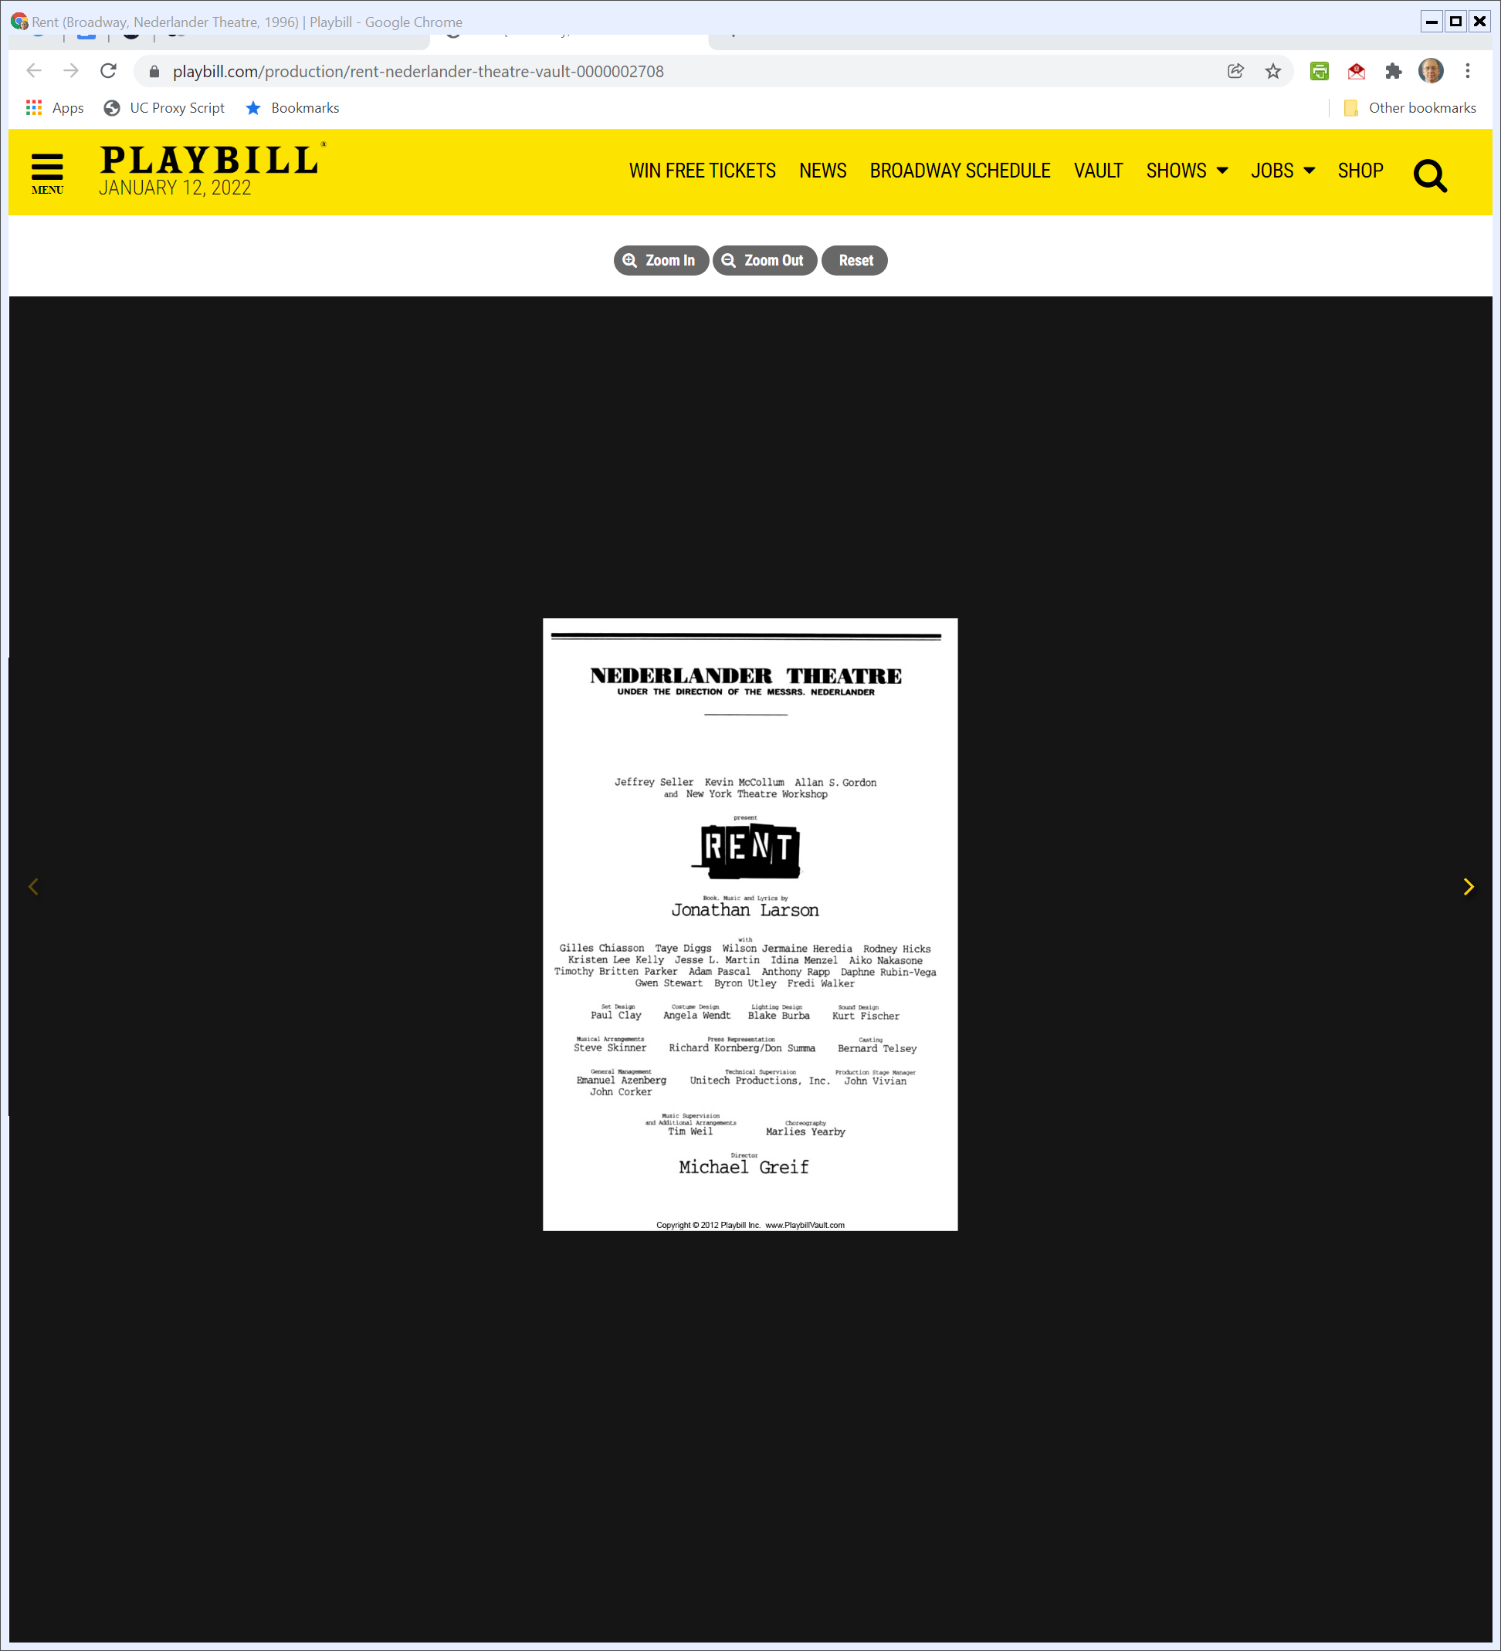 Rent (Broadway, Nederlander Theatre, 1996) | Playbill - Google Chrome
playbill.com/production/rent-nederlander-theatre-vault-0000002708
Apps UC Proxy Script Bookmarks Other bookmarks
MENU
PLAYBILL®
JANUARY 12, 2022
WIN FREE TICKETS NEWS BROADWAY SCHEDULE VAULT SHOWS JOBS SHOP
Zoom In Zoom Out Reset
NEDERLANDER THEATRE
UNDER THE DIRECTION OF THE MESSRS. NEDERLANDER
Jeffrey Seller Kevin McCollum Allan S. Gordon
and New York Theatre Workshop
present
RENT
Book, Music and Lyrics by
Jonathan Larson
with
Gilles Chiasson Taye Diggs Wilson Jermaine Heredia Rodney Hicks
Kristen Lee Kelly Jesse L. Martin Idina Menzel Aiko Nakasone
Timothy Britten Parker Adam Pascal Anthony Rapp Daphne Rubin-Vega
Gwen Stewart Byron Utley Fredi Walker
Set Design Costume Design Lighting Design Sound Design
Paul Clay Angela Wendt Blake Burba Kurt Fischer
Musical Arrangements Press Representation Casting
Steve Skinner Richard Kornberg/Don Summa Bernard Telsey
General Management Technical Supervision Production Stage Manager
Emanuel Azenberg Unitech Productions, Inc. John Vivian
John Corker
Music Supervision
and Additional Arrangements Choreography
Tim Weil Marlies Yearby
Director
Michael Greif
Copyright © 2012 Playbill Inc. www.PlaybillVault.com